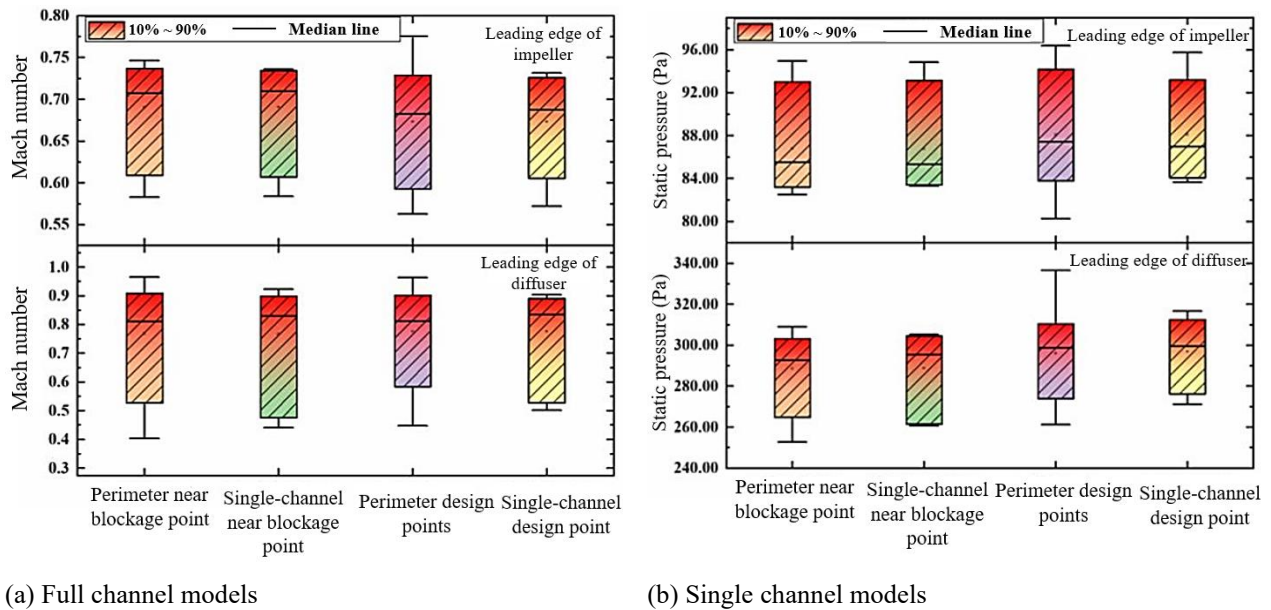 10% ~ 90% Median line
Leading edge of
impeller
Mach number
0.80
0.75
0.70
0.65
0.60
0.55
Leading edge of
diffuser
Mach number
1.0
0.9
0.8
0.7
0.6
0.5
0.4
0.3
Perimeter near
blockage point
Single-channel
near blockage
point
Perimeter design
points
Single-channel
design point
(a) Full channel models
10% ~ 90% Median line
Leading edge of impeller
Static pressure (Pa)
96.00
92.00
88.00
84.00
80.00
Leading edge of diffuser
Static pressure (Pa)
340.00
320.00
300.00
280.00
260.00
240.00
Perimeter near
blockage point
Single-channel
near blockage
point
Perimeter design
points
Single-channel
design point
(b) Single channel models